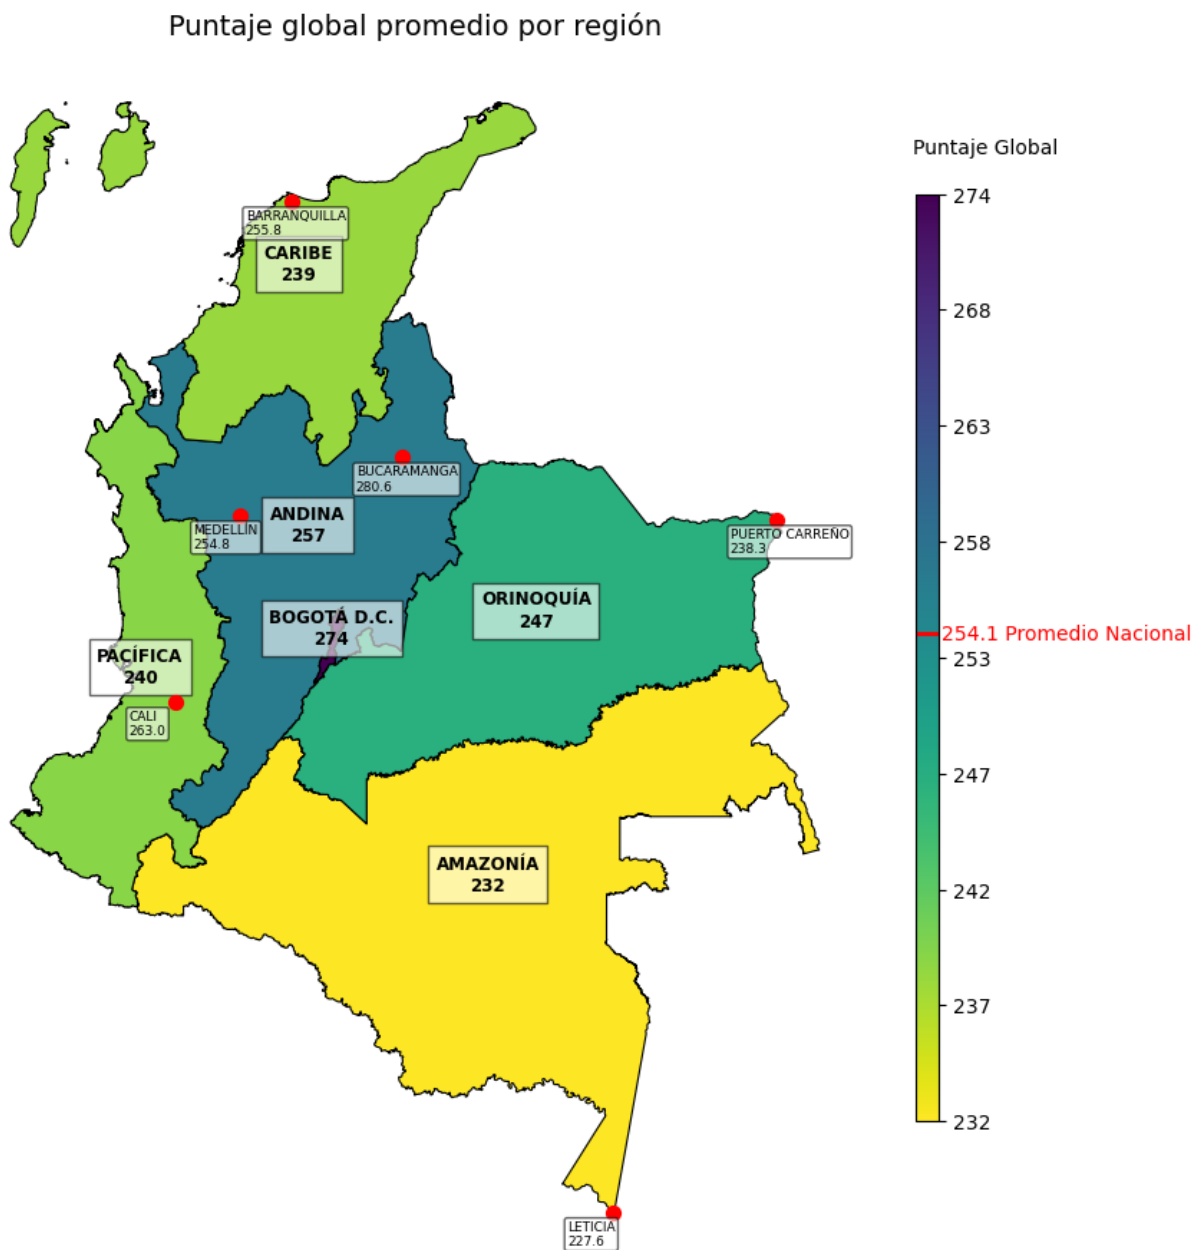 Puntaje global promedio por región
Puntaje Global
274
268
263
258
254.1 Promedio Nacional
253
247
242
237
232
BARRANQUILLA
255.8
CARIBE
239
BUCARAMANGA
280.6
MEDELLÍN
254.8
ANDINA
257
PUERTO CARREÑO
238.3
ORINOQUÍA
247
BOGOTÁ D.C.
274
PACÍFICA
240
CALI
263.0
AMAZONÍA
232
LETICIA
227.6